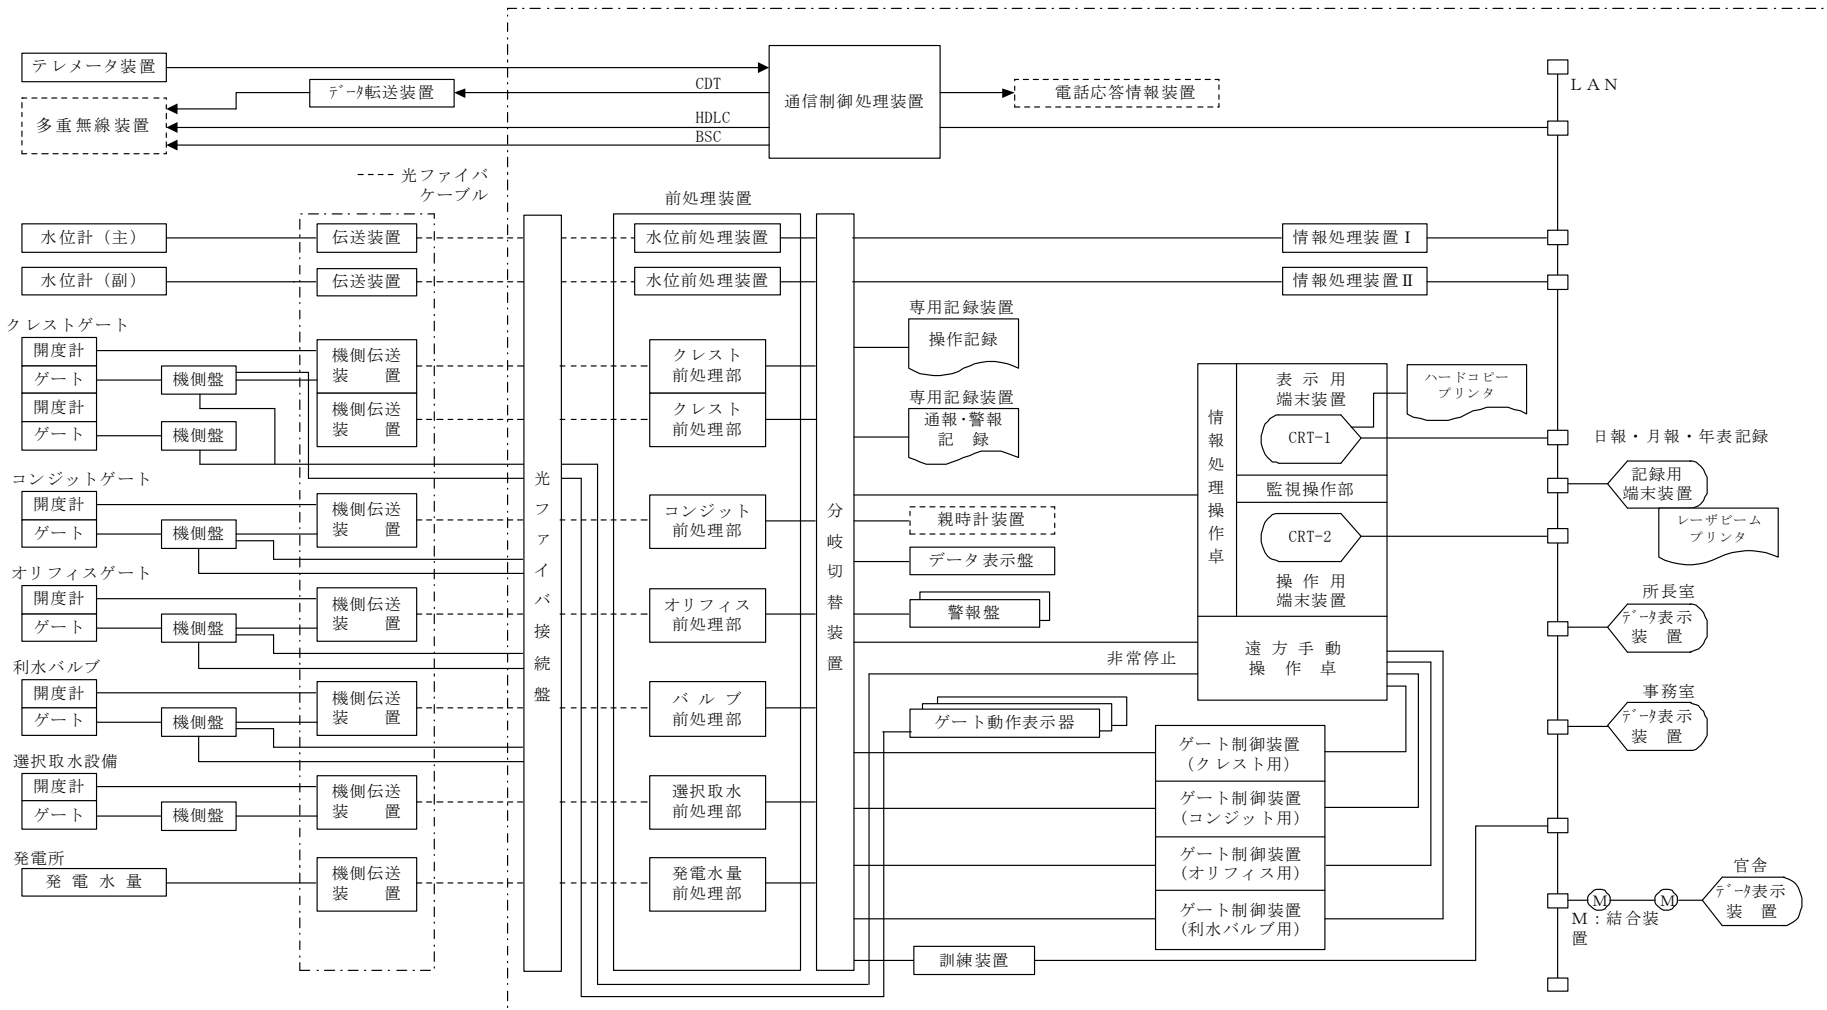 テレメータ装置
データ転送装置
多重無線装置
CDT
HDLC
BSC
通信制御処理装置
電話応答情報装置
LAN
---- 光ファイバ
ケーブル
前処理装置
水位計（主）
伝送装置
水位前処理装置
情報処理装置Ⅰ
水位計（副）
伝送装置
水位前処理装置
情報処理装置Ⅱ
クレストゲート
開度計
ゲート
開度計
ゲート
機側盤
機側盤
機側伝送
装　置
機側伝送
装　置
クレスト
前処理部
クレスト
前処理部
コンジットゲート
開度計
ゲート
機側盤
機側伝送
装　置
コンジット
前処理部
オリフィスゲート
開度計
ゲート
機側盤
機側伝送
装　置
オリフィス
前処理部
利水バルブ
開度計
ゲート
機側盤
機側伝送
装　置
バルブ
前処理部
選択取水設備
開度計
ゲート
機側盤
機側伝送
装　置
選択取水
前処理部
発電所
発電水量
機側伝送
装　置
発電水量
前処理部
光ファイバ接続盤
分岐切替装置
専用記録装置
操作記録
専用記録装置
通報・警報
記　録
親時計装置
データ表示盤
警報盤
非常停止
ゲート動作表示器
情報処理操作卓
表示用
端末装置
CRT-1
監視操作部
CRT-2
操作用
端末装置
遠方手動
操作卓
ハードコピー
プリンタ
ゲート制御装置
（クレスト用）
ゲート制御装置
（コンジット用）
ゲート制御装置
（オリフィス用）
ゲート制御装置
（利水バルブ用）
訓練装置
日報・月報・年表記録
記録用
端末装置
レーザビーム
プリンタ
所長室
データ表示
装　置
事務室
データ表示
装　置
官舎
データ表示
装　置
M
M
M：結合装
置